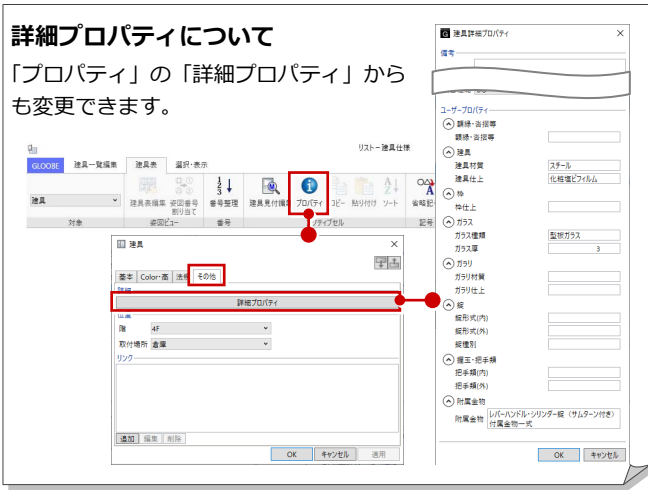 詳細プロパティについて
「プロパティ」の「詳細プロパティ」から
も変更できます。
リスト－建具仕様
GLOOBE 建具一覧編集 建具表 選択・表示
建具
建具表編集 姿図番号
割り当て
番号整理 建具見付編集 プロパティ コピー 貼り付け ソート
対象 姿図ビュー 番号
建具
基本 Color・高 その他
詳細プロパティ
階 4F
取付場所 倉庫
リンク
追加 編集 削除
OK キャンセル 適用
建具詳細プロパティ
備考
ユーザープロパティ
額縁・沓摺等
額縁・沓摺等
建具
建具材質 スチール
建具仕上 化粧塩ビフィルム
枠
枠仕上
ガラス
ガラス種類 型板ガラス
ガラス厚 3
ガラリ
ガラリ材質
ガラリ仕上
錠
錠形式(内)
錠形式(外)
錠種別
握玉・把手類
把手類(内)
把手類(外)
附属金物
附属金物 レバーハンドル・シリンダー錠（サムターン付き）
付属金物一式
OK キャンセル